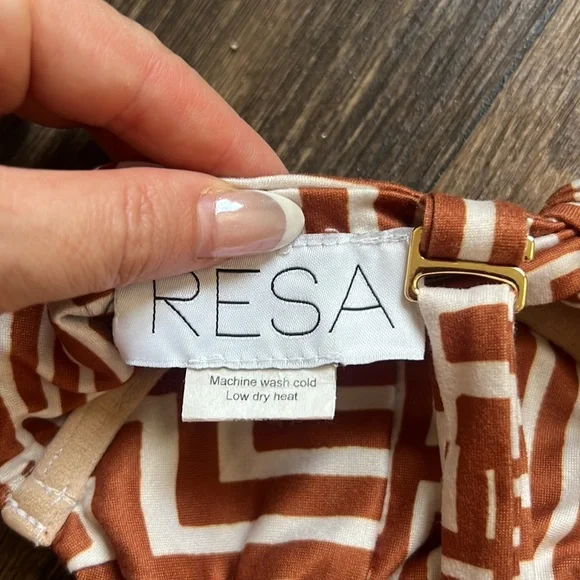 RESA
Machine wash cold
Low dry heat